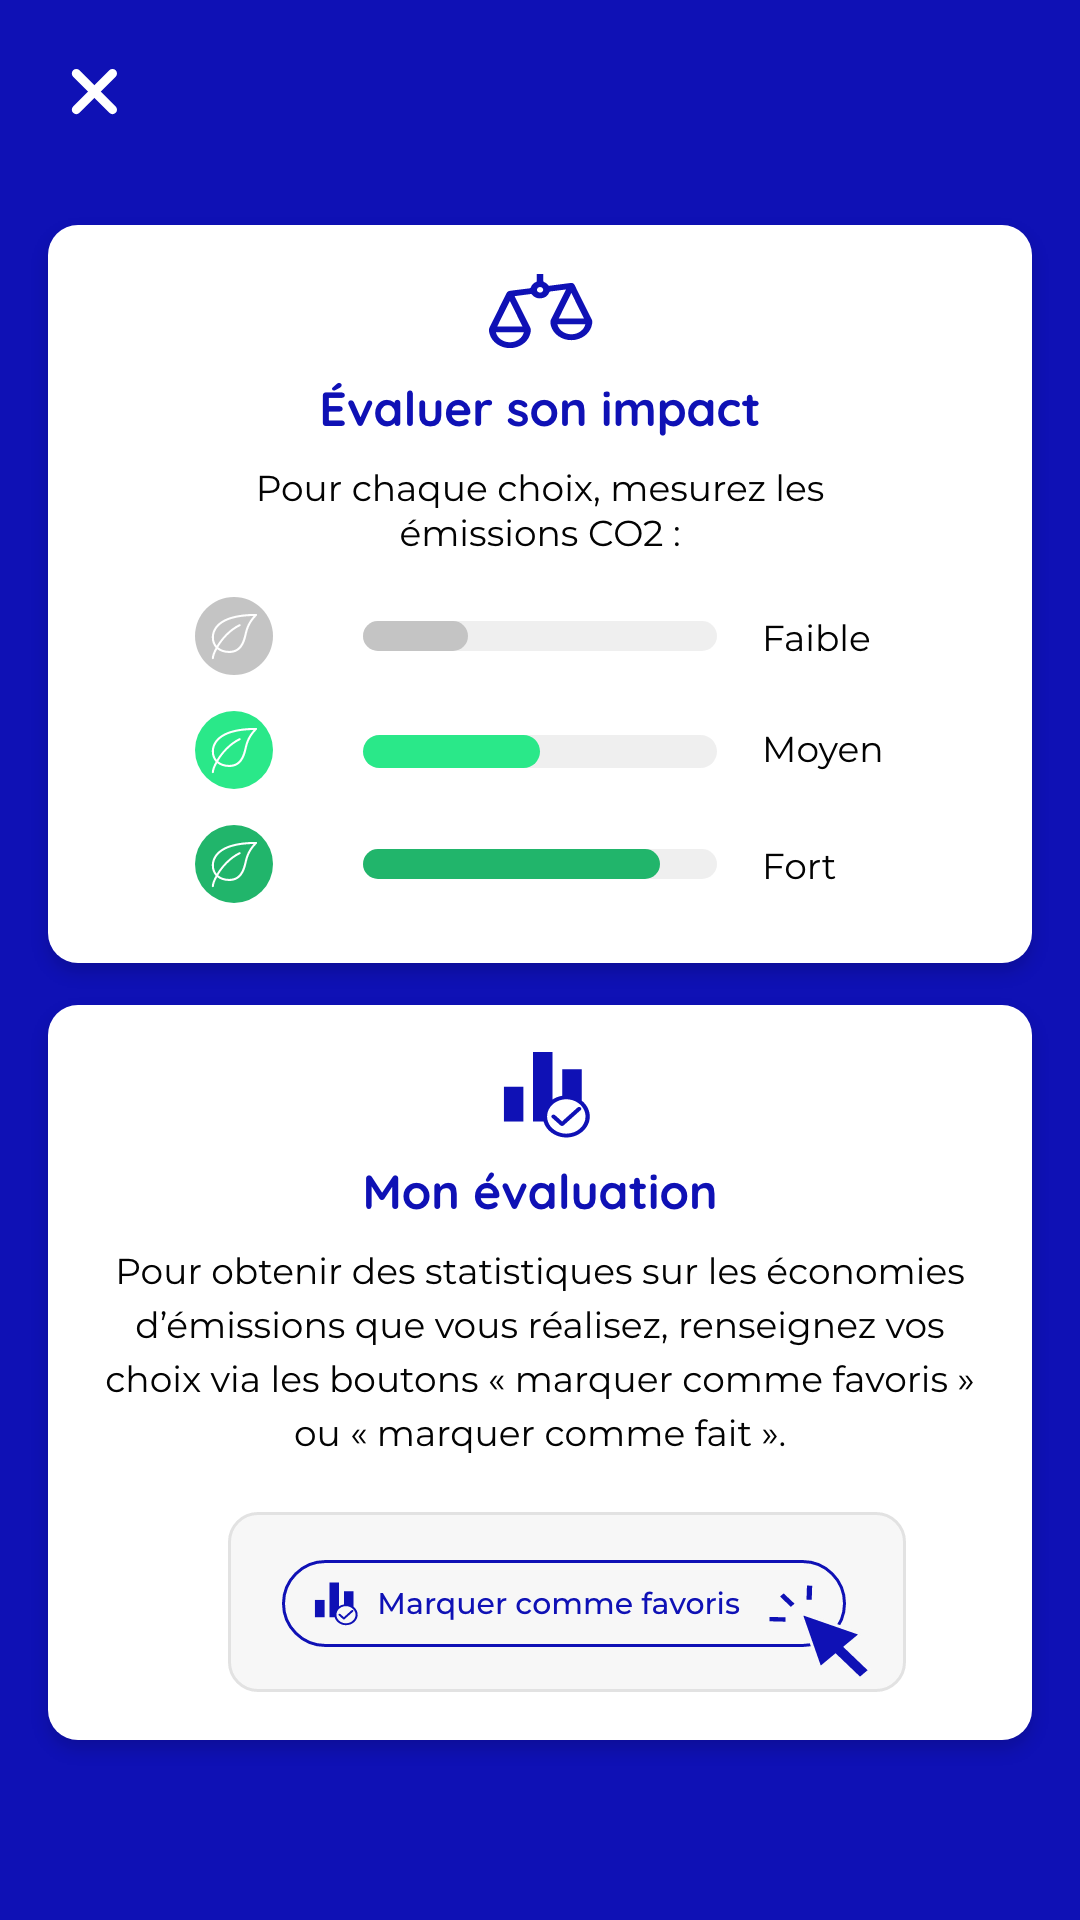 Évaluer son impact
Pour chaque choix, mesurez les
émissions CO2 :
Faible
Moyen
Fort
Mon évaluation
Pour obtenir des statistiques sur les économies
d’émissions que vous réalisez, renseignez vos
choix via les boutons « marquer comme favoris »
ou « marquer comme fait ».
Marquer comme favoris